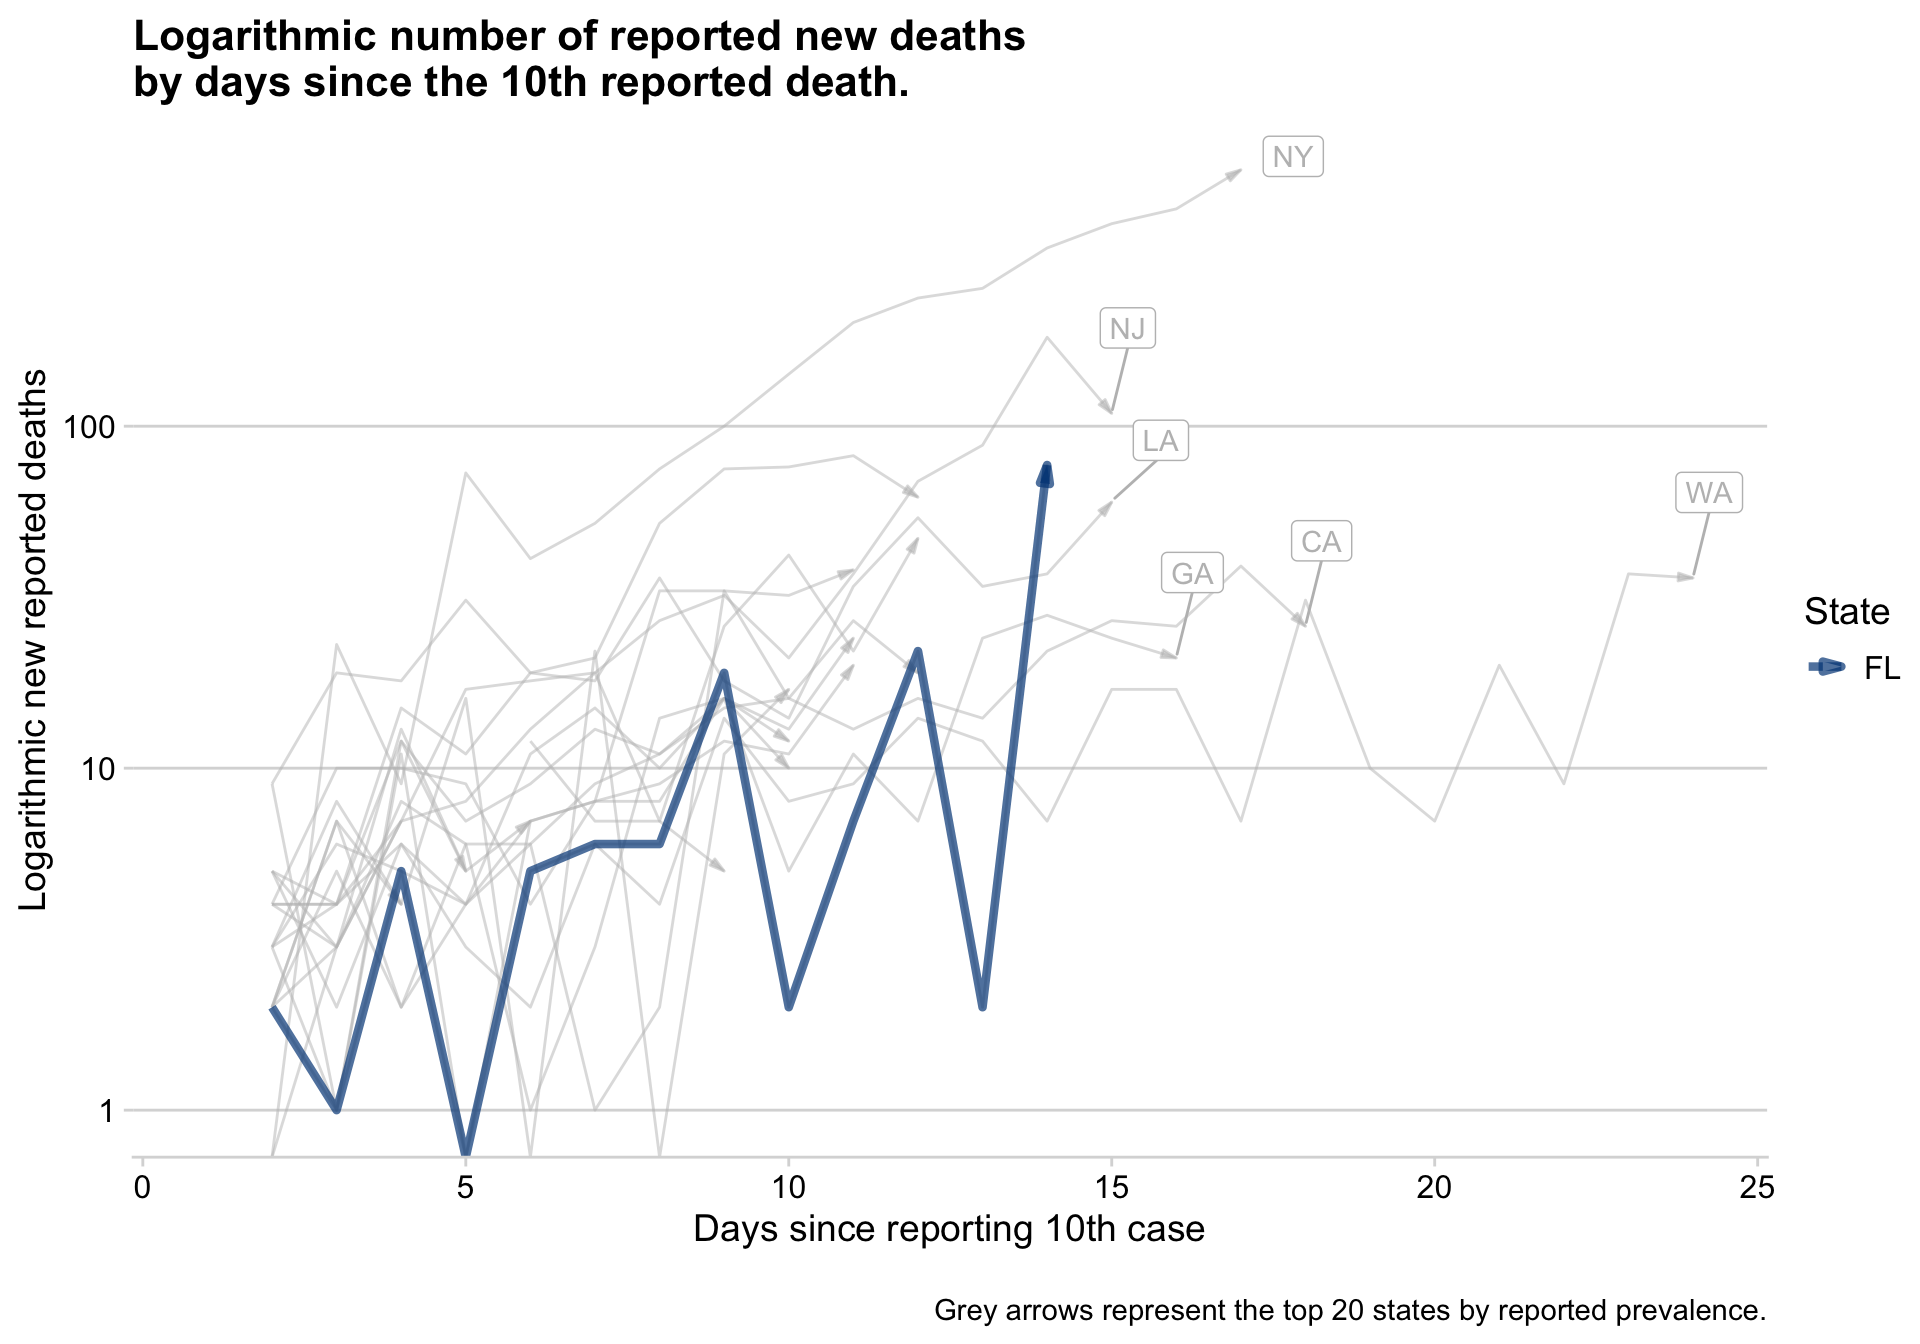 Logarithmic number of reported new deaths
by days since the 10th reported death.
NY
NJ
100
LA
WA
CA
GA
Logarithmic new reported deaths
State
FL
10
1
0 5 10 15 20 25
Days since reporting 10th case
Grey arrows represent the top 20 states by reported prevalence.